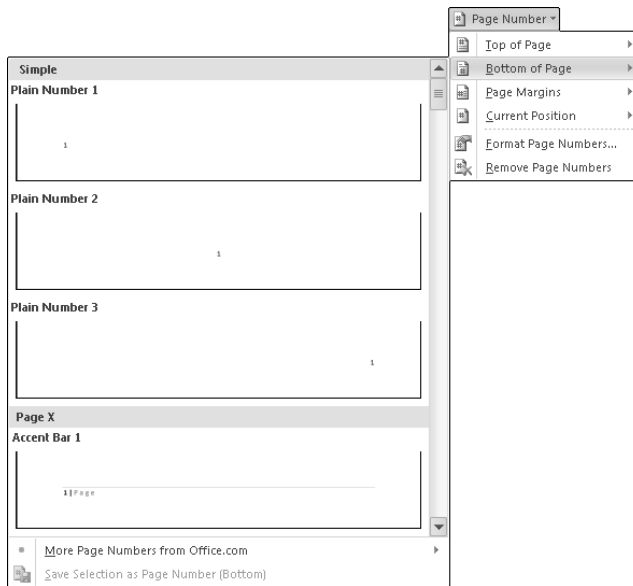 Page Number
Top of Page
Bottom of Page
Page Margins
Current Position
Format Page Numbers...
Remove Page Numbers
Simple
Plain Number 1
1
Plain Number 2
1
Plain Number 3
1
Page X
Accent Bar 1
1|Page
More Page Numbers from Office.com
Save Selection as Page Number (Bottom)